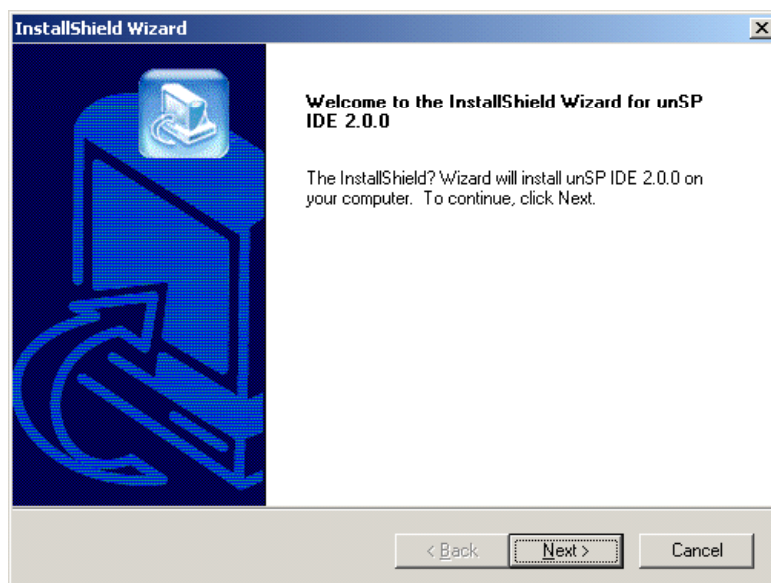 InstallShield Wizard
Welcome to the InstallShield Wizard for unSP
IDE 2.0.0
The InstallShield? Wizard will install unSP IDE 2.0.0 on
your computer. To continue, click Next.
< Back
Next >
Cancel